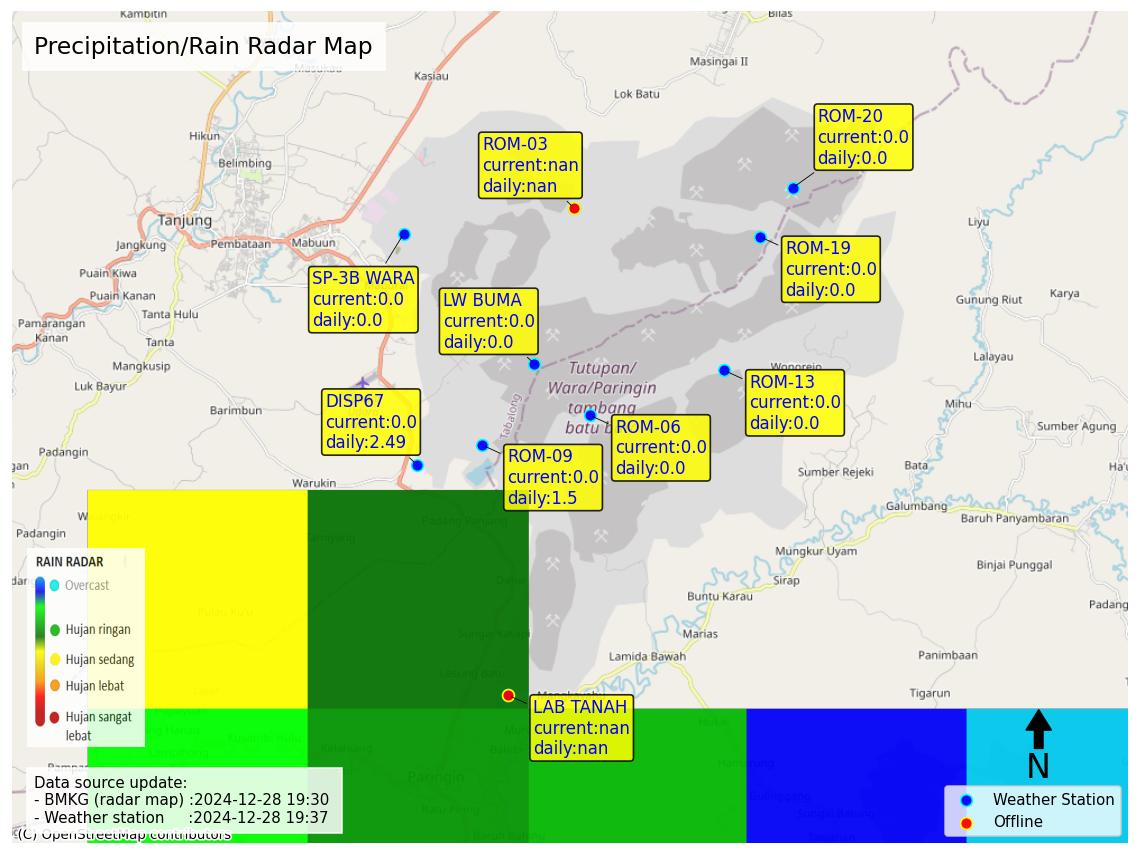 Kambitin
Bilas
Precipitation/Rain Radar Map
Masukau
Kasiau
Masingai II
Lok Batu
ROM-20
current:0.0
daily:0.0
Hikun
ROM-03
current:nan
daily:nan
Belimbing
Tanjung
Liyu
Jangkung
Pembataan
Mabuun
ROM-19
current:0.0
daily:0.0
Puain Kiwa
SP-3B WARA
current:0.0
daily:0.0
LW BUMA
current:0.0
daily:0.0
Puain Kanan
Gunung Riut
Karya
Tanta Hulu
Pamarangan
Kanan
Tanta
Lalayau
Mangkusip
Tutupan/
Wara/Paringin
tambang
batu b
Wonorejo
ROM-13
current:0.0
daily:0.0
Luk Bayur
DISP67
current:0.0
daily:2.49
Barimbun
Tabalong
Mihu
ROM-06
current:0.0
daily:0.0
Sumber Agung
Padangin
ROM-09
current:0.0
daily:1.5
gan
Bata
Sumber Rejeki
Warukin
Galumbang
Baruh Panyambaran
Padang Panjang
Padangin
Mungkur Uyam
RAIN RADAR
Overcast
Hujan ringan
Hujan sedang
Hujan lebat
Hujan sangat
lebat
Binjai Punggal
Sirap
Buntu Karau
Padang
Marias
Lamida Bawah
Panimbaan
Tigarun
LAB TANAH
current:nan
daily:nan
Paringin
N
Data source update:
- BMKG (radar map) :2024-12-28 19:30
- Weather station :2024-12-28 19:37
Weather Station
Offline
(C) OpenStreetMap contributors